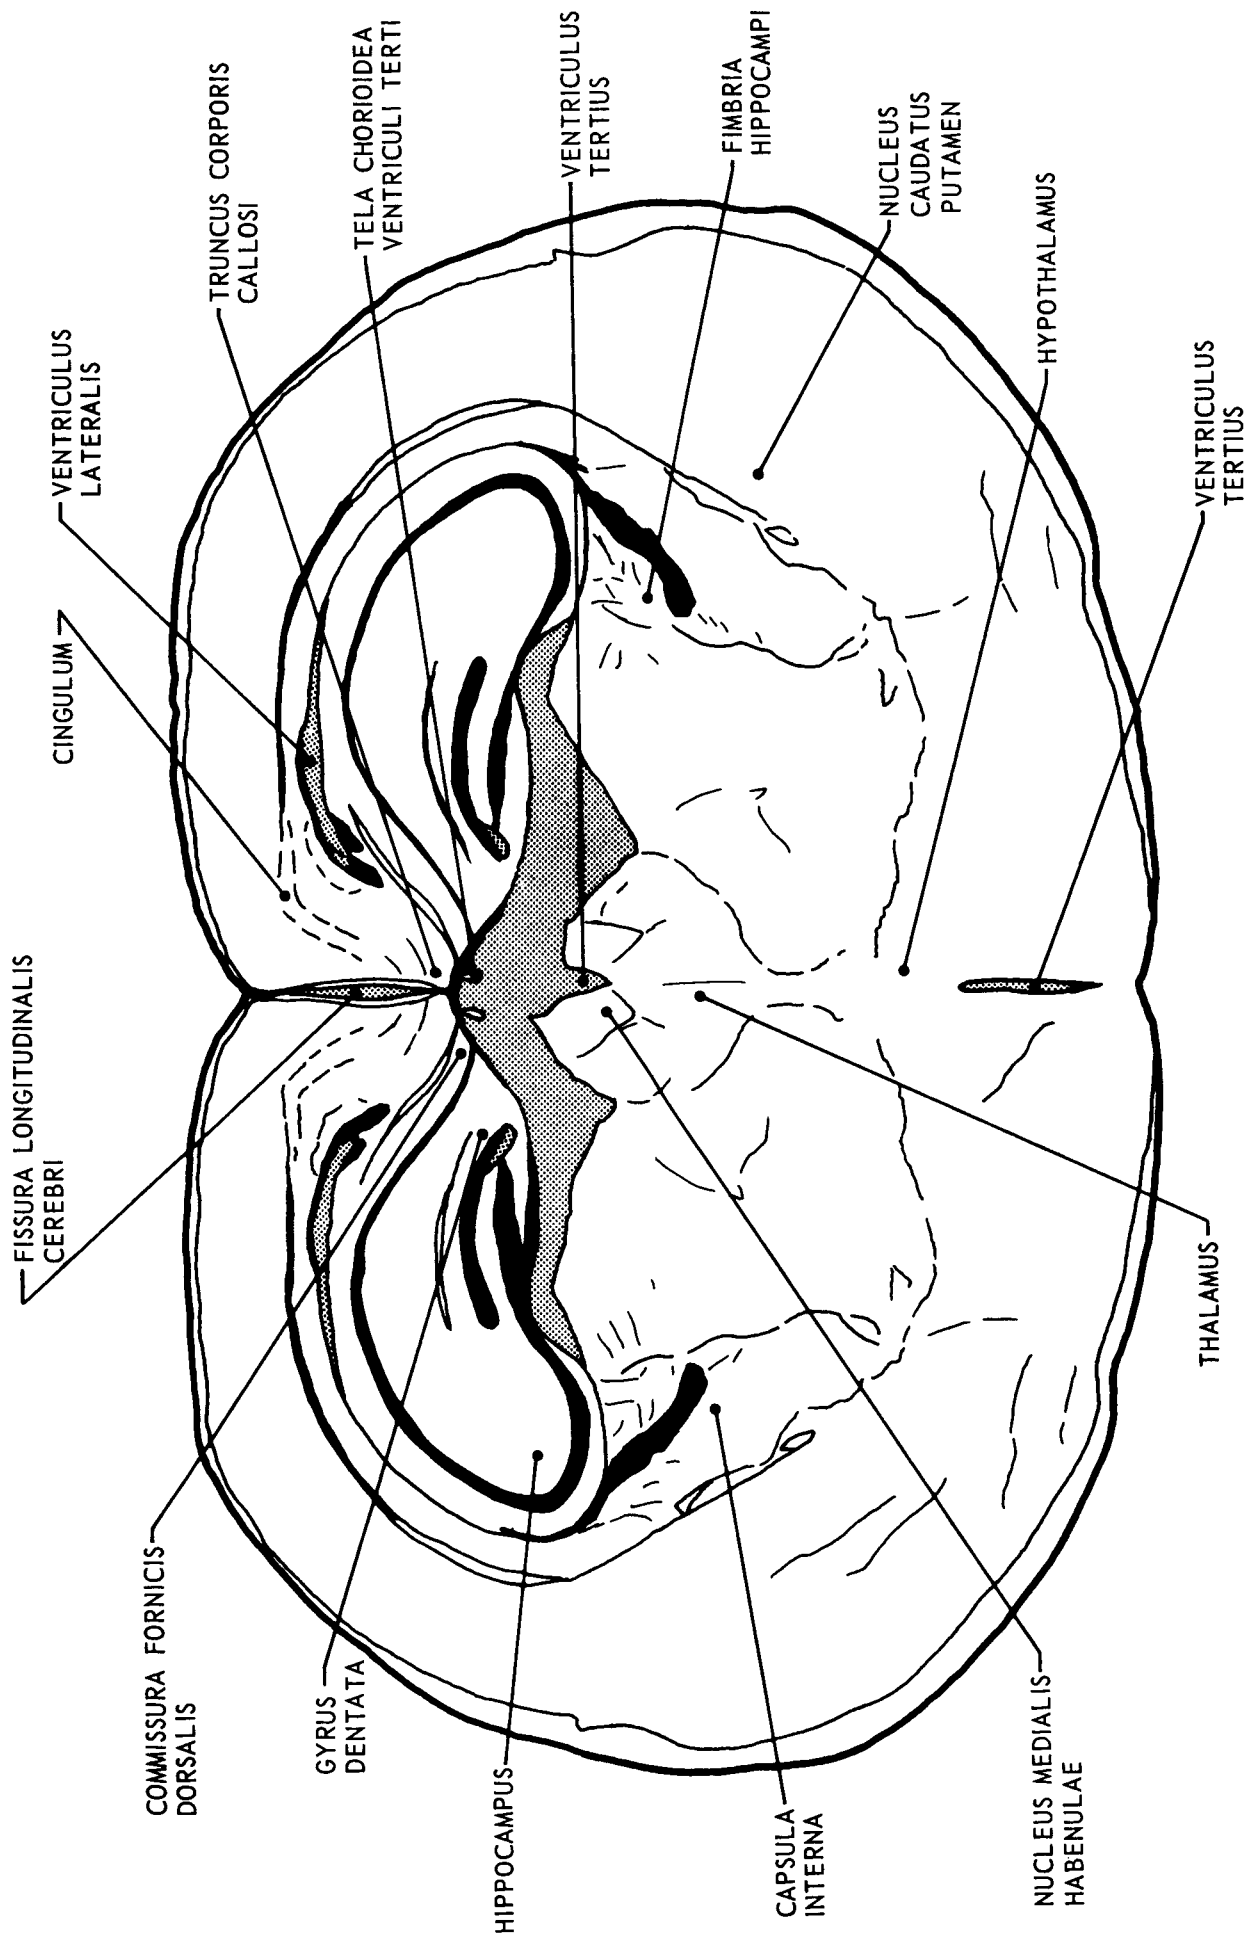 FISSURA LONGITUDINALIS
CEREBRI
CINGULUM
VENTRICULUS
LATERALIS
TRUNCUS CORPORIS
CALLOSI
TELA CHORIOIDEA
VENTRICULI TERTI
VENTRICULUS
TERTIUS
FIMBRIA
HIPPOCAMPI
NUCLEUS
CAUDATUS
PUTAMEN
HYPOTHALAMUS
VENTRICULUS
TERTIUS
COMMISSURA FORNICIS
DORSALIS
GYRUS
DENTATA
HIPPOCAMPUS
CAPSULA
INTERNA
NUCLEUS MEDIALIS
HABENULAE
THALAMUS